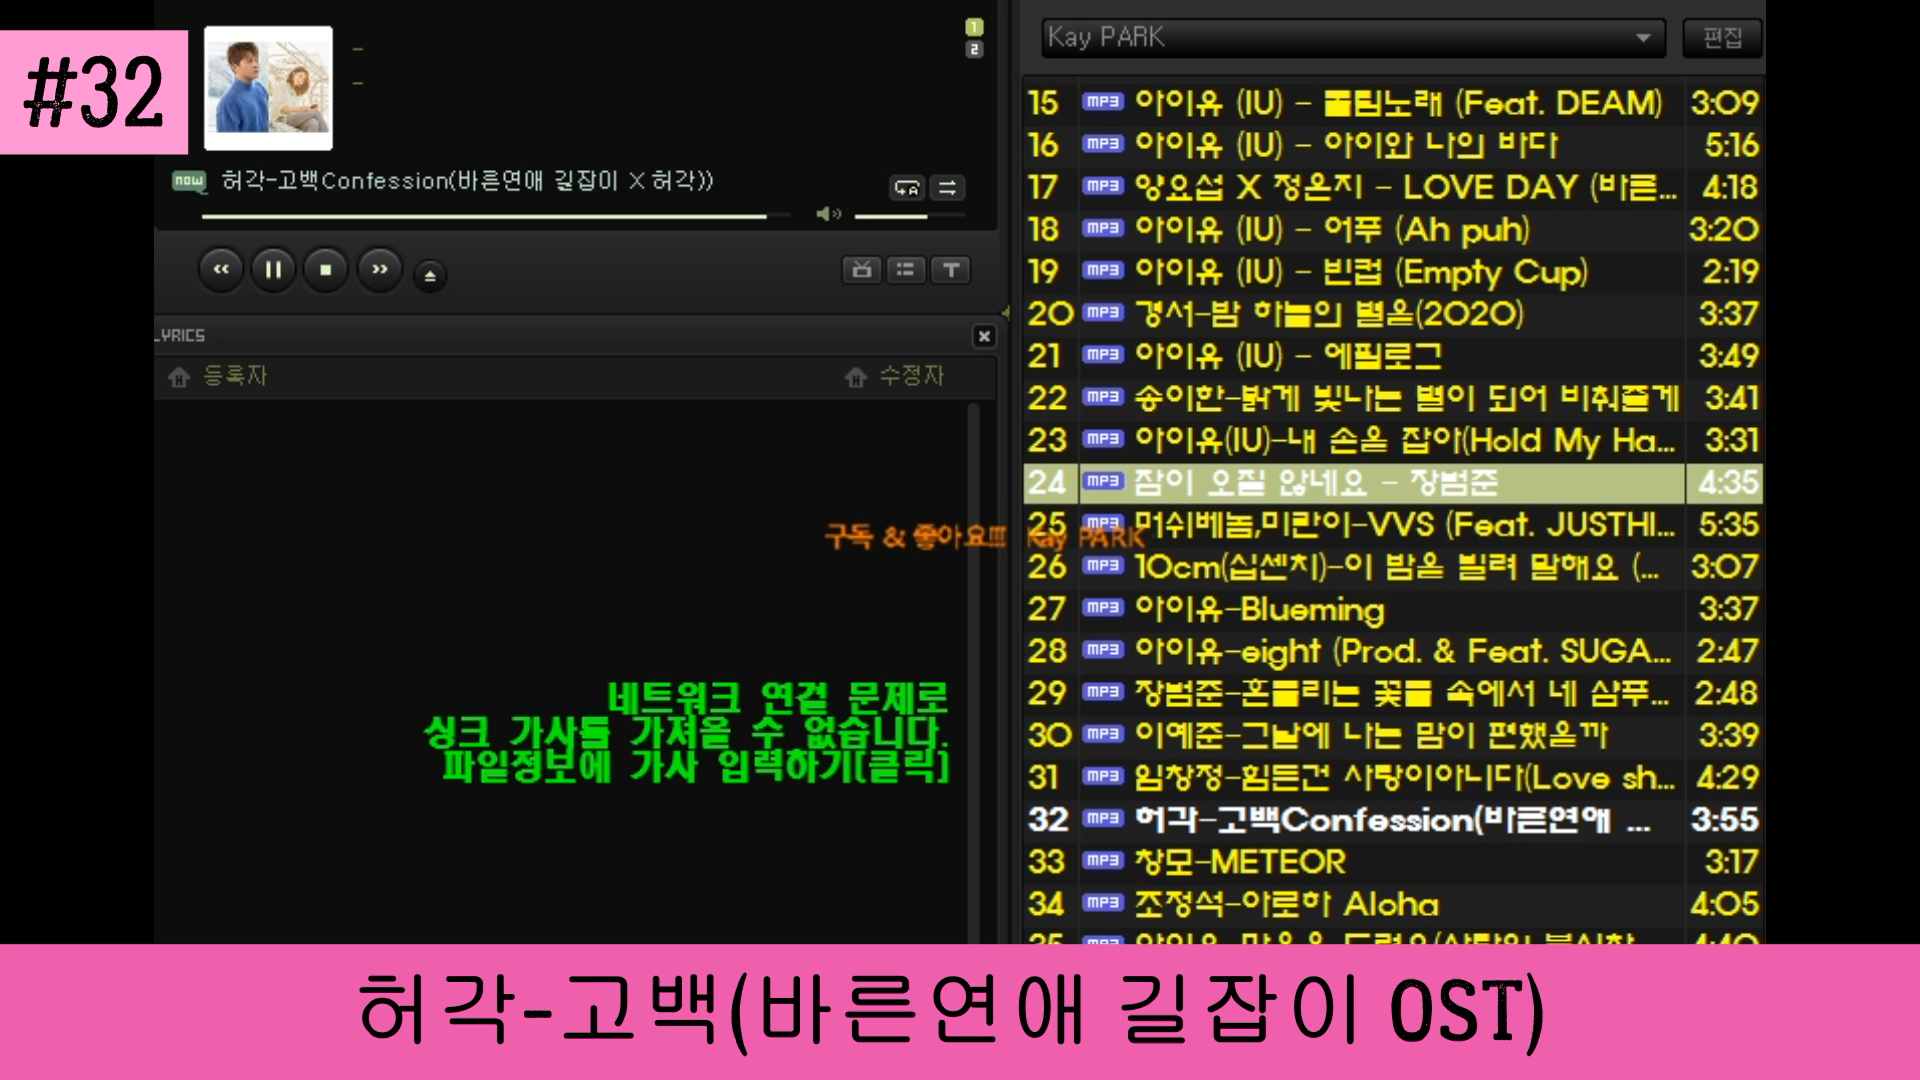 #32
1
2
now 허각-고백Confession(바른연애 길잡이 X 허각))
LYRICS
등록자 수정자
네트워크 연결 문제로
싱크 가사를 가져올 수 없습니다.
파일정보에 가사 입력하기[클릭]
구독 & 좋아요!!! Kay PARK
Kay PARK 편집
15 MP3 아이유 (IU) - 돌림노래 (Feat. DEAM) 3:09
16 MP3 아이유 (IU) - 아이와 나의 바다 5:16
17 MP3 양요섭 X 정은지 - LOVE DAY (바른... 4:18
18 MP3 아이유 (IU) - 어푸 (Ah puh) 3:20
19 MP3 아이유 (IU) - 빈컵 (Empty Cup) 2:19
20 MP3 경서-밤 하늘의 별을(2020) 3:37
21 MP3 아이유 (IU) - 에필로그 3:49
22 MP3 송이한-밝게 빛나는 별이 되어 비춰줄게 3:41
23 MP3 아이유(IU)-내 손을 잡아(Hold My Ha... 3:31
24 MP3 잠이 오질 않네요 - 장범준 4:35
25 MP3 머쉬베놈,미란이-VVS (Feat. JUSTHI... 5:35
26 MP3 10cm(십센치)-이 밤을 빌려 말해요 (... 3:07
27 MP3 아이유-Blueming 3:37
28 MP3 아이유-eight (Prod. & Feat. SUGA... 2:47
29 MP3 장범준-흔들리는 꽃들 속에서 네 샴푸... 2:48
30 MP3 이예준-그날에 나는 맘이 편했을까 3:39
31 MP3 임창정-힘든건 사랑이아니다(Love sh... 4:29
32 MP3 허각-고백Confession(바른연애 ... 3:55
33 MP3 창모-METEOR 3:17
34 MP3 조정석-아로하 Aloha 4:05
허각-고백(바른연애 길잡이 OST)